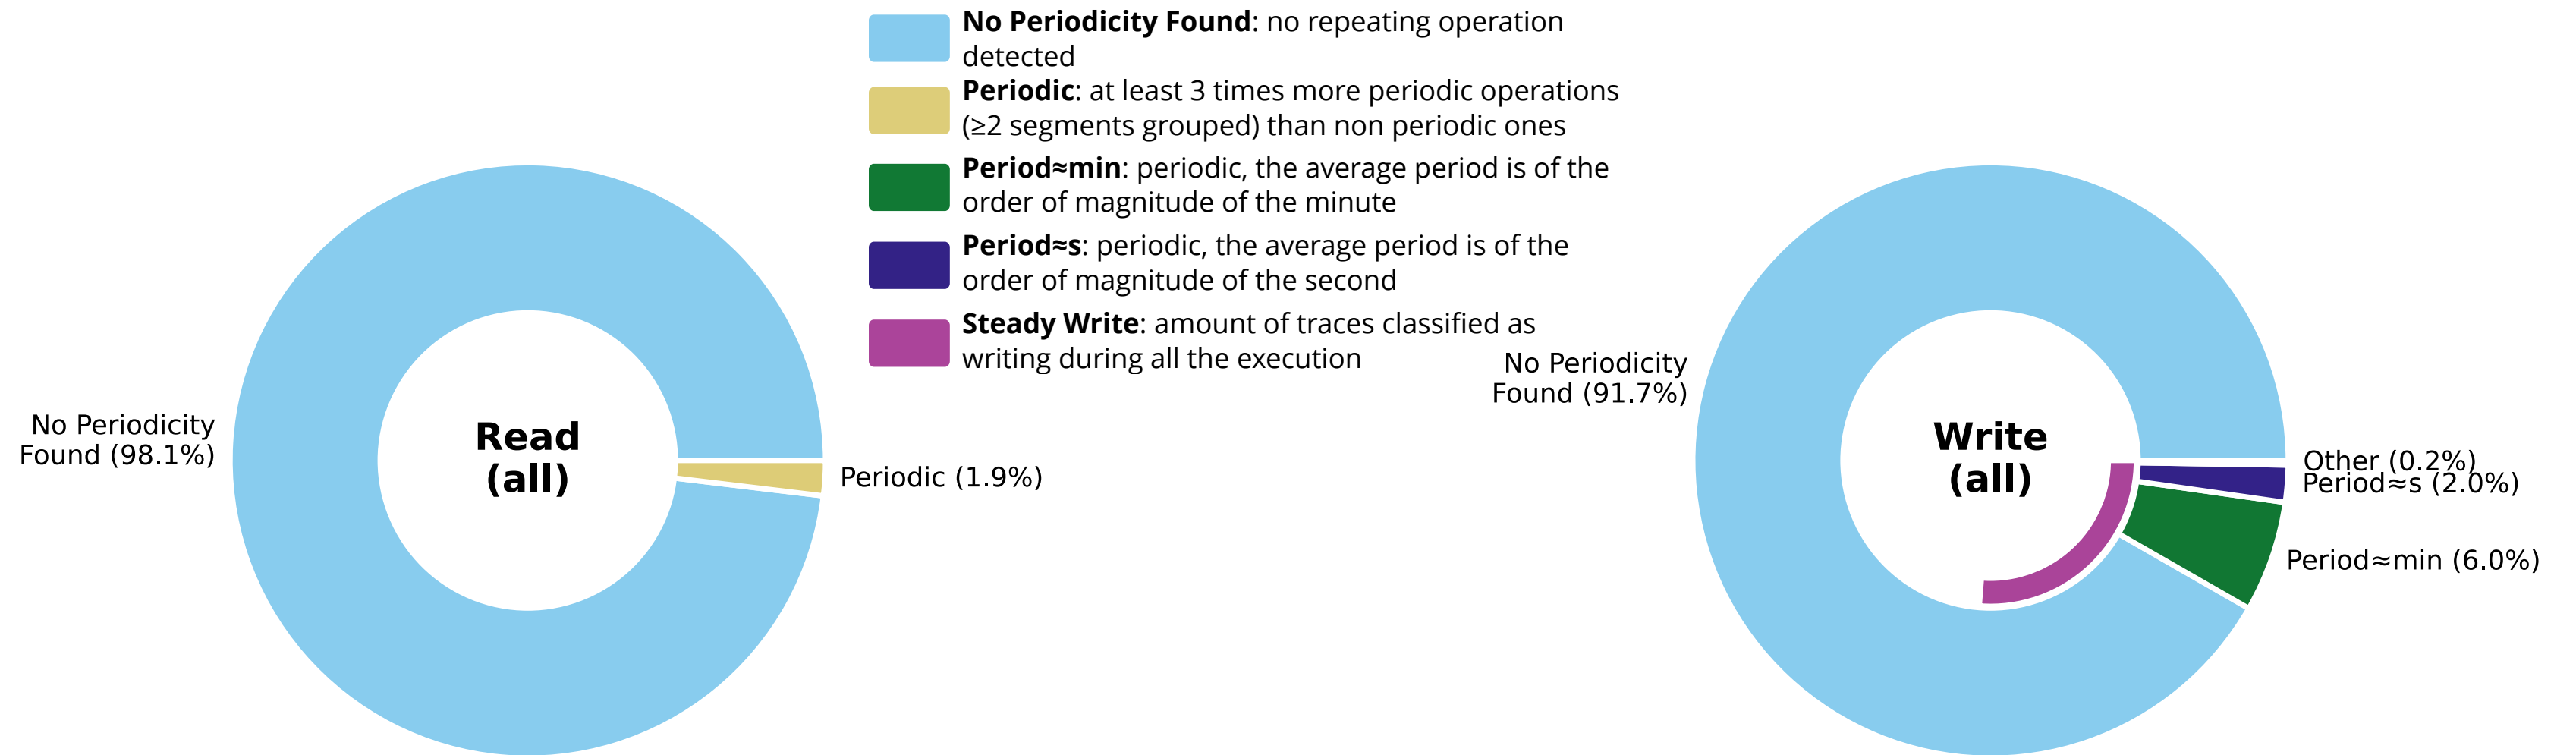 No Periodicity Found: no repeating operation
detected
Periodic: at least 3 times more periodic operations
(≥2 segments grouped) than non periodic ones
Period≈min: periodic, the average period is of the
order of magnitude of the minute
Period≈s: periodic, the average period is of the
order of magnitude of the second
Steady Write: amount of traces classified as
writing during all the execution
No Periodicity
Found (98.1%)
Read
(all)
Periodic (1.9%)
No Periodicity
Found (91.7%)
Write
(all)
Other (0.2%)
Period≈s (2.0%)
Period≈min (6.0%)